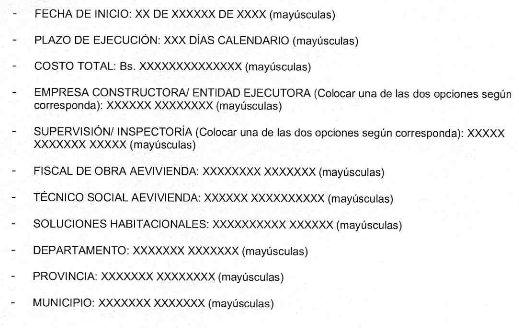 - FECHA DE INICIO: XX DE XXXXXX DE XXXX (mayúsculas)
- PLAZO DE EJECUCIÓN: XXX DÍAS CALENDARIO (mayúsculas)
- COSTO TOTAL: Bs. XXXXXXXXXXXXXX (mayúsculas)
- EMPRESA CONSTRUCTORA/ ENTIDAD EJECUTORA (Colocar una de las dos opciones según
corresponda): XXXXXX XXXXXXXX (mayúsculas)
- SUPERVISIÓN/ INSPECTORÍA (Colocar una de las dos opciones según corresponda): XXXXX
XXXXXXX XXXXX (mayúsculas)
- FISCAL DE OBRA AEVIVIENDA: XXXXXXXX XXXXXXX (mayúsculas)
- TÉCNICO SOCIAL AEVIVIENDA: XXXXXX XXXXXXXXXX (mayúsculas)
- SOLUCIONES HABITACIONALES: XXXXXXXXXX XXXXXX (mayúsculas)
- DEPARTAMENTO: XXXXXXX XXXXXXX (mayúsculas)
- PROVINCIA: XXXXXXX XXXXXXXX (mayúsculas)
- MUNICIPIO: XXXXXXX XXXXXXX (mayúsculas)